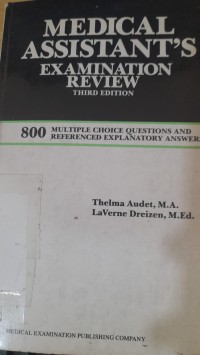 MEDICAL
ASSISTANT'S
EXAMINATION
REVIEW
THIRD EDITION
800 MULTIPLE CHOICE QUESTIONS AND
REFERENCED EXPLANATORY ANSWERS
Thelma Audet, M.A.
LaVerne Dreizen, M.Ed.
MEDICAL EXAMINATION PUBLISHING COMPANY